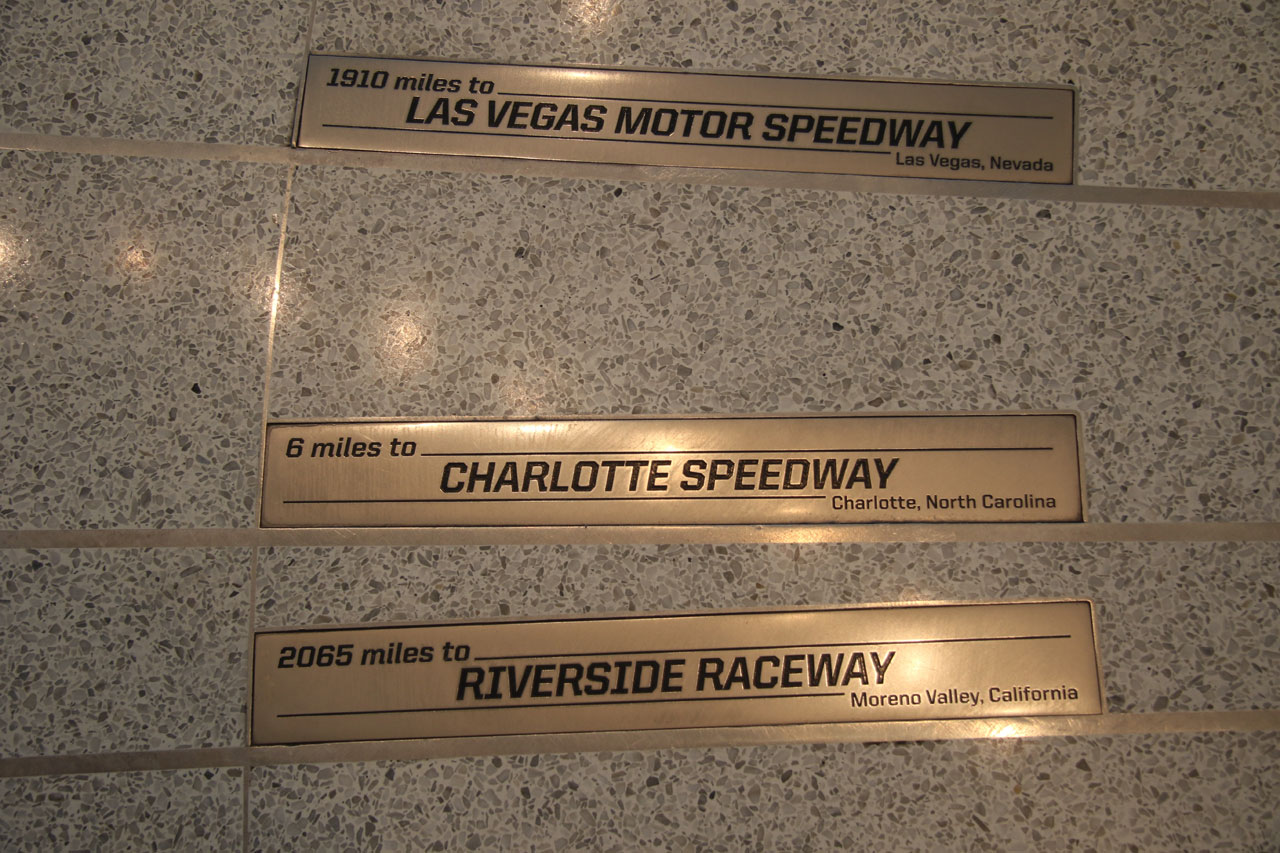 1910 miles to
LAS VEGAS MOTOR SPEEDWAY
Las Vegas, Nevada
6 miles to
CHARLOTTE SPEEDWAY
Charlotte, North Carolina
2065 miles to
RIVERSIDE RACEWAY
Moreno Valley, California